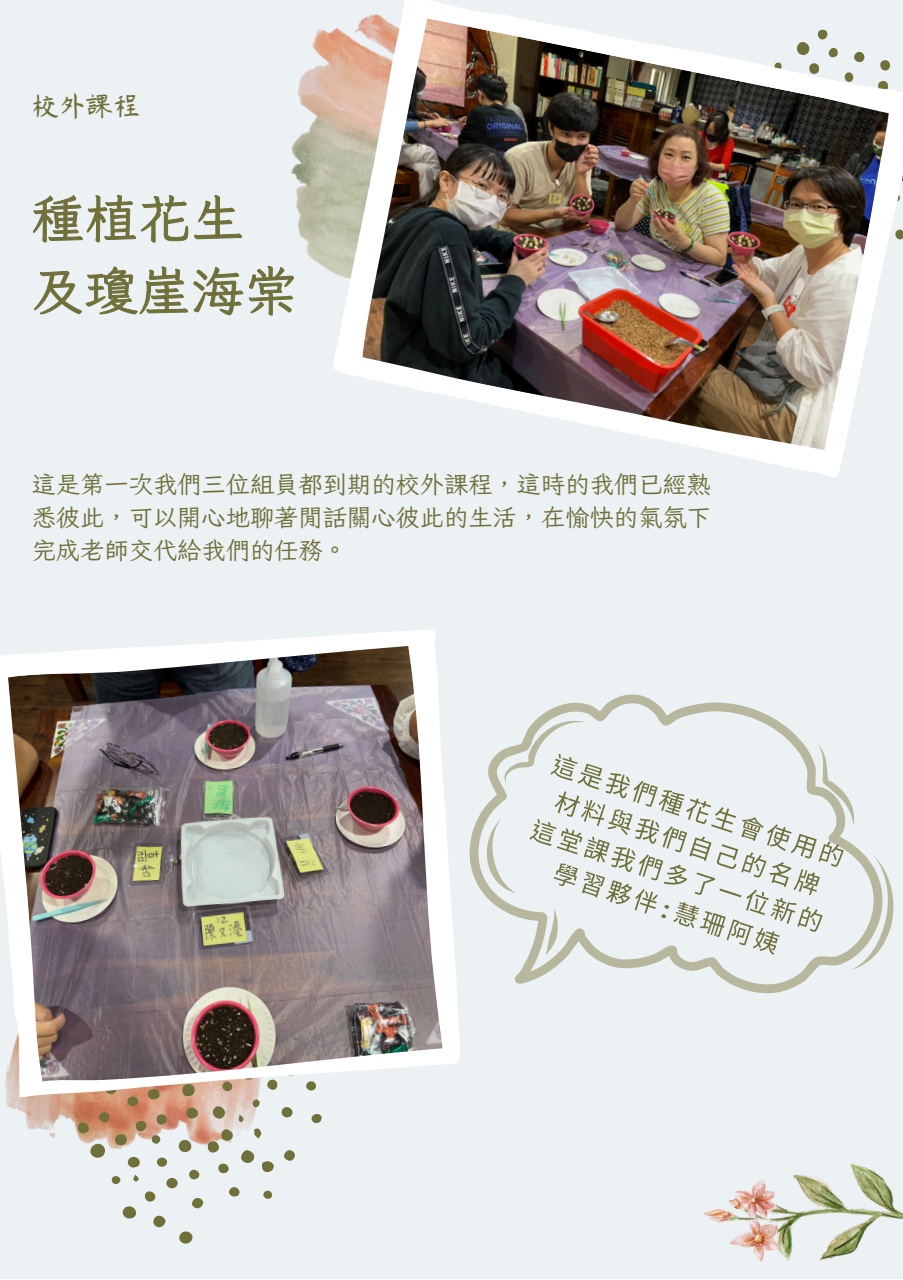 校外課程
種植花生
及瓊崖海棠
ORIGINAL
NIKE
NIKE
NIKE
這是第一次我們三位組員都到期的校外課程，這時的我們已經熟
悉彼此，可以開心地聊著閒話關心彼此的生活，在愉快的氣氛下
完成老師交代給我們的任務。
這是我們種花生會使用的
材料與我們自己的名牌
這堂課我們多了一位新的
學習夥伴:慧珊阿姨